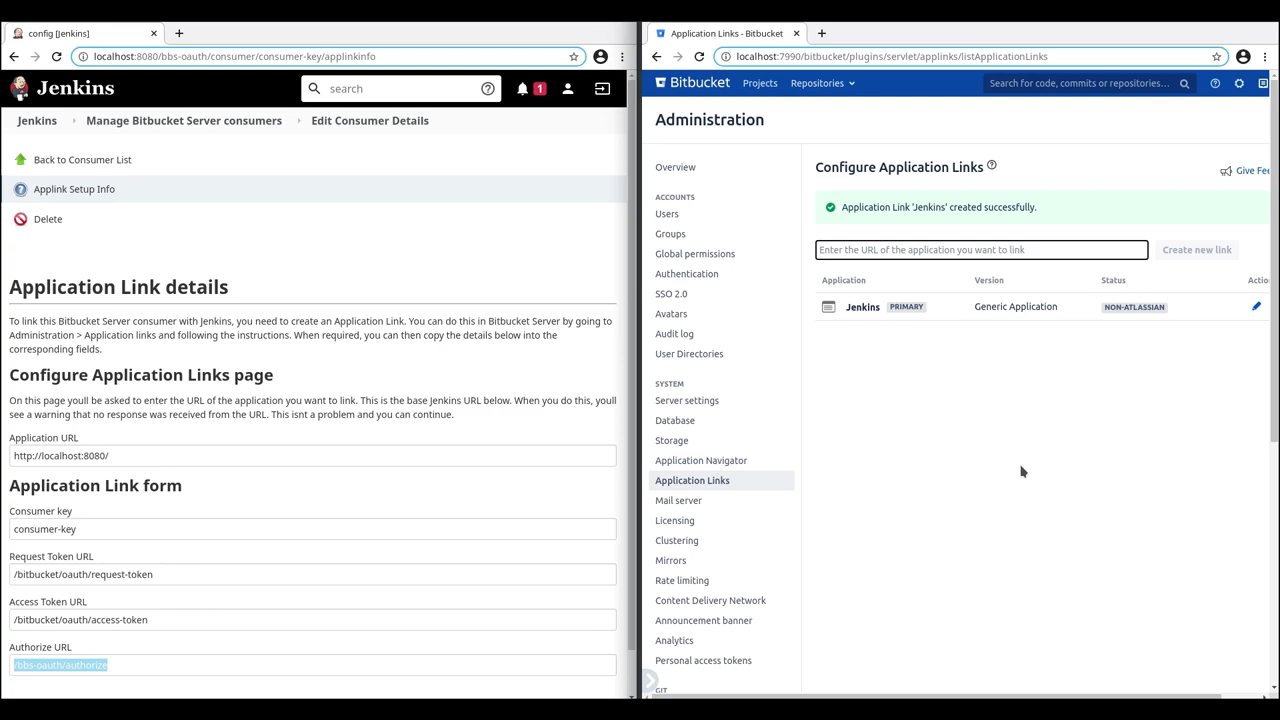 config [Jenkins]
localhost:8080/bbs-oauth/consumer/consumer-key/applinkinfo
Jenkins
search
1
Jenkins
Manage Bitbucket Server consumers
Edit Consumer Details
Back to Consumer List
Applink Setup Info
Delete
Application Link details
To link this Bitbucket Server consumer with Jenkins, you need to create an Application Link. You can do this in Bitbucket Server by going to
Administration > Application links and following the instructions. When required, you can then copy the details below into the
corresponding fields.
Configure Application Links page
On this page youll be asked to enter the URL of the application you want to link. This is the base Jenkins URL below. When you do this, youll
see a warning that no response was received from the URL. This isnt a problem and you can continue.
Application URL
http://localhost:8080/
Application Link form
Consumer key
consumer-key
Request Token URL
/bitbucket/oauth/request-token
Access Token URL
/bitbucket/oauth/access-token
Authorize URL
/bbs-oauth/authorize
Application Links - Bitbucket
localhost:7990/bitbucket/plugins/servlet/applinks/listApplicationLinks
Bitbucket
Projects
Repositories
Search for code, commits or repositories...
Administration
Overview
ACCOUNTS
Users
Groups
Global permissions
Authentication
SSO 2.0
Avatars
Audit log
User Directories
SYSTEM
Server settings
Database
Storage
Application Navigator
Application Links
Mail server
Licensing
Clustering
Mirrors
Rate limiting
Content Delivery Network
Announcement banner
Analytics
Personal access tokens
GIT
Configure Application Links
Give Fee
Application Link 'Jenkins' created successfully.
Enter the URL of the application you want to link
Create new link
Application
Version
Status
Actio
Jenkins
PRIMARY
Generic Application
NON-ATLASSIAN